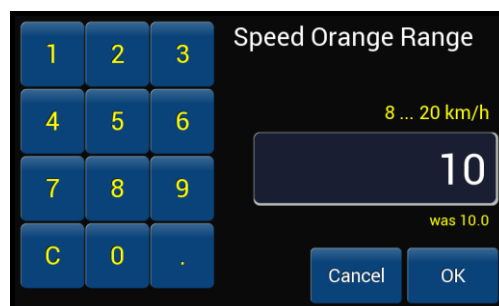 Speed Orange Range
1 2 3
4 5 6
7 8 9
C 0 .
8 ... 20 km/h
10
was 10.0
Cancel OK